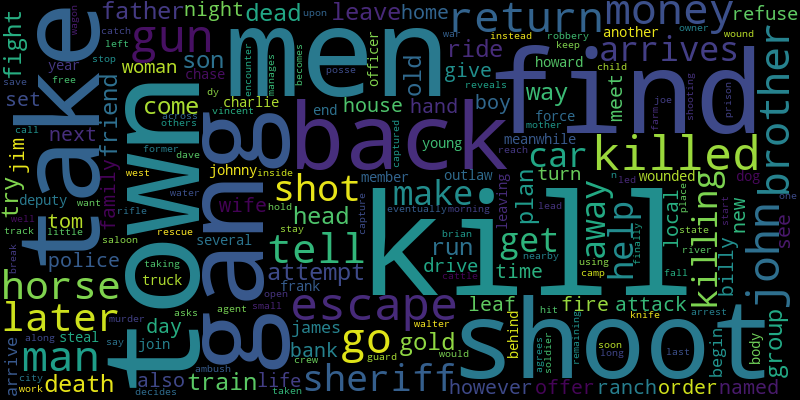 fight
father
night
dead
leave
home
return
money
refuse
wagon
catch
left
stop
year
free
save
call
take
gun
woman
son
chase
men
upon
war
instead
robbery
keep
owner
wound
another
officer
encounter
manages
becomes
posse
old
ride
give
arrives
howard
child
reveals
boy
way
meet
shooting
farm
joe
prison
find
brother
set
friend
come
across
others
dy
charlie
vincent
house
hand
end
force
mother
reach
young
captured
back
meanwhile
car
killed
next
former
dave
jim
try
family
west
want
deputy
town
johnny
inside
gang
shot
member
outlaw
turn
wounded
dog
n
led
place
state
start
one
well
rifle
track
little
tom
saloon
water
wife
hold
stay
head
make
leaving
plan
away
help
local
killing
new
billy
john
see
police
rescue
several
tell
run
brian
eventually
morning
capture
kill
get
lead
nearby
finally
river
horse
taking
truck
attempt
drive
cattle
time
using
camp
fall
frank
agent
open
small
escape
leaf
fire
attack
group
later
break
murder
asks
day
james
hit
knife
arrest
begin
body
along
say
steal
join
ambush
bank
go
gold
walter
guard
would
behind
agrees
soldier
remaining
soon
long
last
shoot
man
arrive
city
work
death
decides
also
train
life
taken
crew
sheriff
however
offer
ranch
order
named